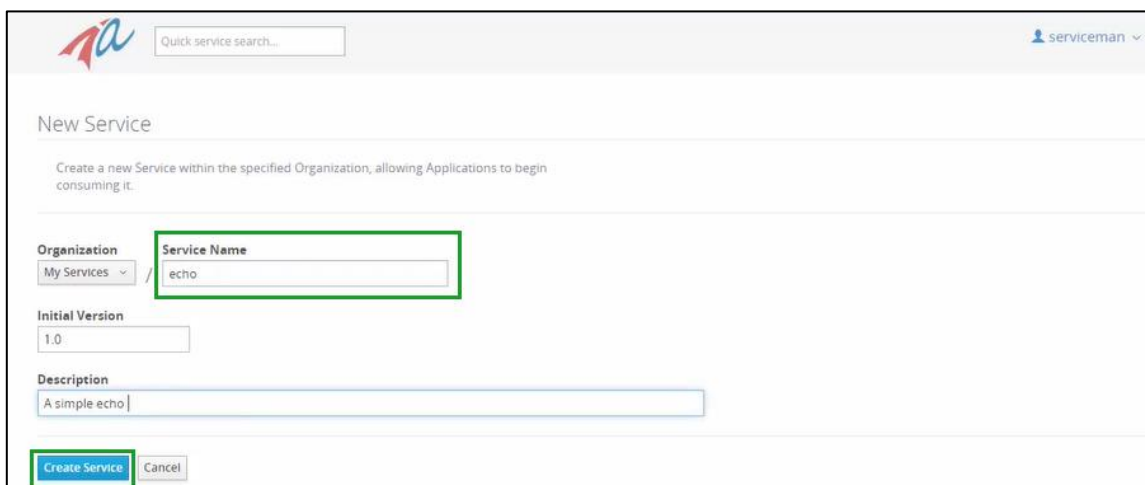 Quick service search...
serviceman
New Service
Create a new Service within the specified Organization, allowing Applications to begin
consuming it.
Organization
Service Name
My Services
/
echo
Initial Version
1.0
Description
A simple echo
Create Service
Cancel